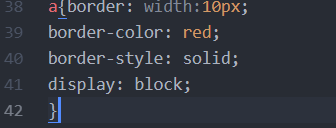 38 a{border: width:10px;
39 border-color: red;
40 border-style: solid;
41 display: block;
42 }